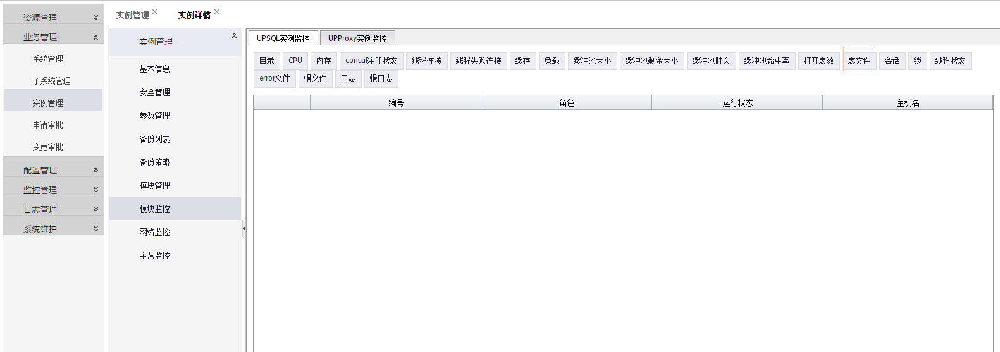 实例管理
实例详情
资源管理
业务管理
系统管理
子系统管理
实例管理
申请审批
变更审批
配置管理
监控管理
日志管理
系统维护
实例管理
基本信息
安全管理
参数管理
备份列表
备份策略
模块管理
模块监控
网络监控
主从监控
UPSQL实例监控 UPProxy实例监控
目录 CPU 内存 consul注册状态 线程连接 线程失败连接 缓存 负载 缓冲池大小 缓冲池剩余大小 缓冲池脏页 缓冲池命中率 打开表数 表文件 会话 锁 线程状态
error文件 慢文件 日志 慢日志
编号 角色 运行状态 主机名